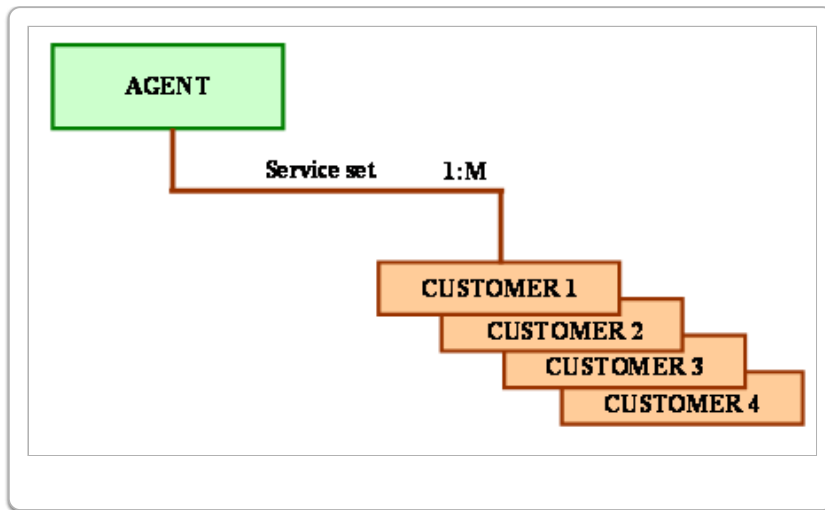 AGENT
Service set 1:M
CUSTOMER 1
CUSTOMER 2
CUSTOMER 3
CUSTOMER 4